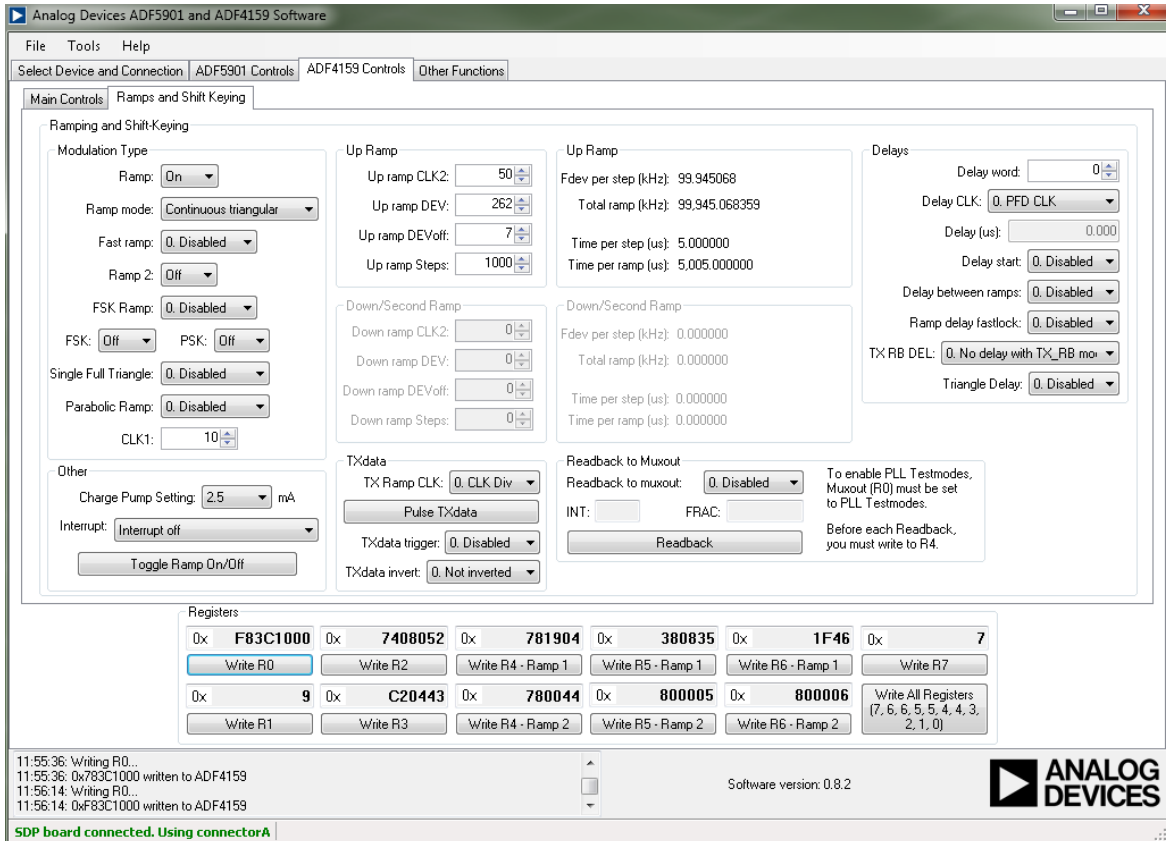 Analog Devices ADF5901 and ADF4159 Software
File Tools Help
Select Device and Connection ADF5901 Controls ADF4159 Controls Other Functions
Main Controls Ramps and Shift Keying
Ramping and Shift-Keying
Modulation Type
Ramp: On
Ramp mode: Continuous triangular
Fast ramp: 0. Disabled
Ramp 2: Off
FSK Ramp: 0. Disabled
FSK: Off PSK: Off
Single Full Triangle: 0. Disabled
Parabolic Ramp: 0. Disabled
CLK1: 10
Other
Charge Pump Setting: 2.5 mA
Interrupt: Interrupt off
Toggle Ramp On/Off
Up Ramp
Up ramp CLK2: 50
Up ramp DEV: 262
Up ramp DEVoff: 7
Up ramp Steps: 1000
Down/Second Ramp
Down ramp CLK2: 0
Down ramp DEV: 0
Down ramp DEVoff: 0
Down ramp Steps: 0
TXdata
TX Ramp CLK: 0. CLK Div
Pulse TXdata
TXdata trigger: 0. Disabled
TXdata invert: 0. Not inverted
Up Ramp
Fdev per step (kHz): 99.945068
Total ramp (kHz): 99,945.068359
Time per step (us): 5.000000
Time per ramp (us): 5,005.000000
Down/Second Ramp
Fdev per step (kHz): 0.000000
Total ramp (kHz): 0.000000
Time per step (us): 0.000000
Time per ramp (us): 0.000000
Readback to Muxout
Readback to muxout: 0. Disabled
INT: FRAC:
Readback
To enable PLL Testmodes,
Muxout (R0) must be set
to PLL Testmodes.
Before each Readback,
you must write to R4.
Delays
Delay word: 0
Delay CLK: 0. PFD CLK
Delay (us): 0.000
Delay start: 0. Disabled
Delay between ramps: 0. Disabled
Ramp delay fastlock: 0. Disabled
TX RB DEL: 0. No delay with TX_RB mo
Triangle Delay: 0. Disabled
Registers
0x F83C1000 0x 7408052 0x 781904 0x 380835 0x 1F46 0x 7
Write R0 Write R2 Write R4 - Ramp 1 Write R5 - Ramp 1 Write R6 - Ramp 1 Write R7
0x 9 0x C20443 0x 780044 0x 800005 0x 800006
Write R1 Write R3 Write R4 - Ramp 2 Write R5 - Ramp 2 Write R6 - Ramp 2
Write All Registers
(7, 6, 6, 5, 5, 4, 4, 3,
2, 1, 0)
11:55:36: Writing R0...
11:55:36: 0x783C1000 written to ADF4159
11:56:14: Writing R0...
11:56:14: 0xF83C1000 written to ADF4159
Software version: 0.8.2
ANALOG
DEVICES
SDP board connected. Using connectorA